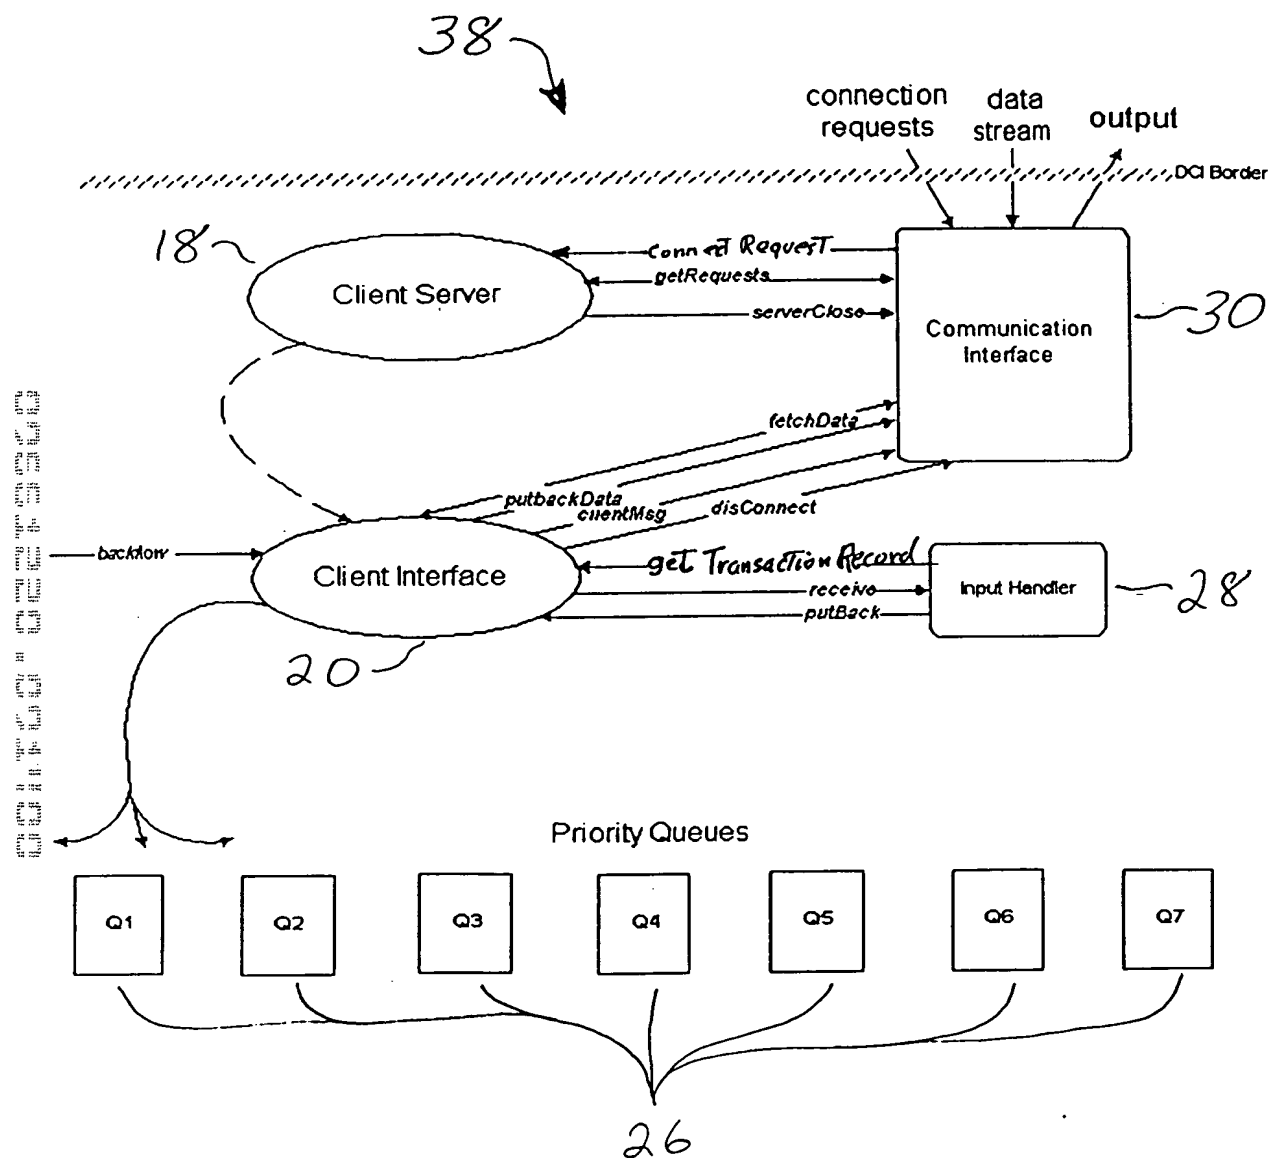 38
connection
requests
data
stream
output
DCI Border
18
Client Server
connect Request
getRequests
serverClose
Communication
Interface
30
fetchData
putbackData
clientMsg
disConnect
backflow
Client Interface
get Transaction Record
receive
putBack
Input Handler
28
20
Priority Queues
Q1
Q2
Q3
Q4
Q5
Q6
Q7
26